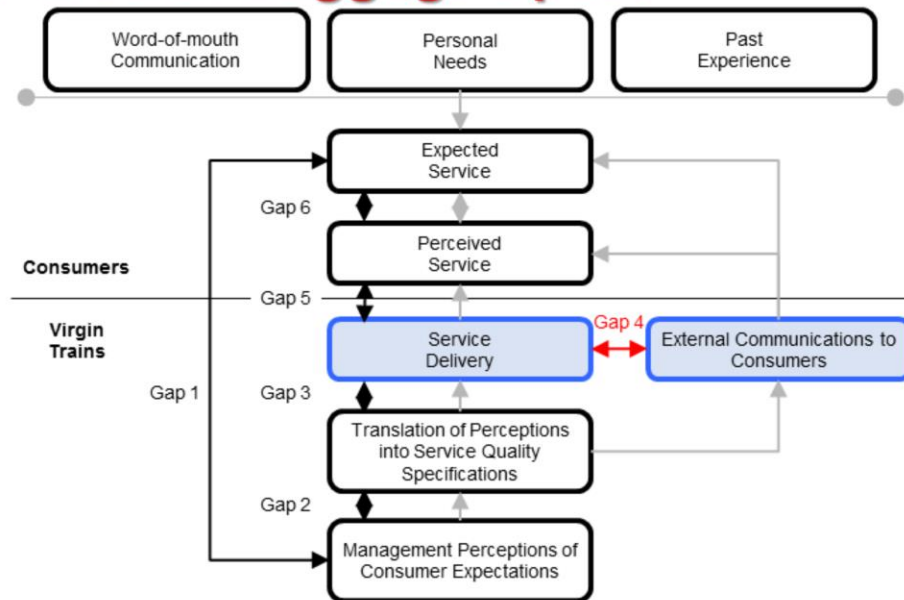 Word-of-mouth
Communication
Personal
Needs
Past
Experience
Expected
Service
Gap 6
Perceived
Service
Consumers
Gap 5
Virgin
Trains
Service
Delivery
Gap 4
External Communications to
Consumers
Gap 1
Gap 3
Translation of Perceptions
into Service Quality
Specifications
Gap 2
Management Perceptions of
Consumer Expectations